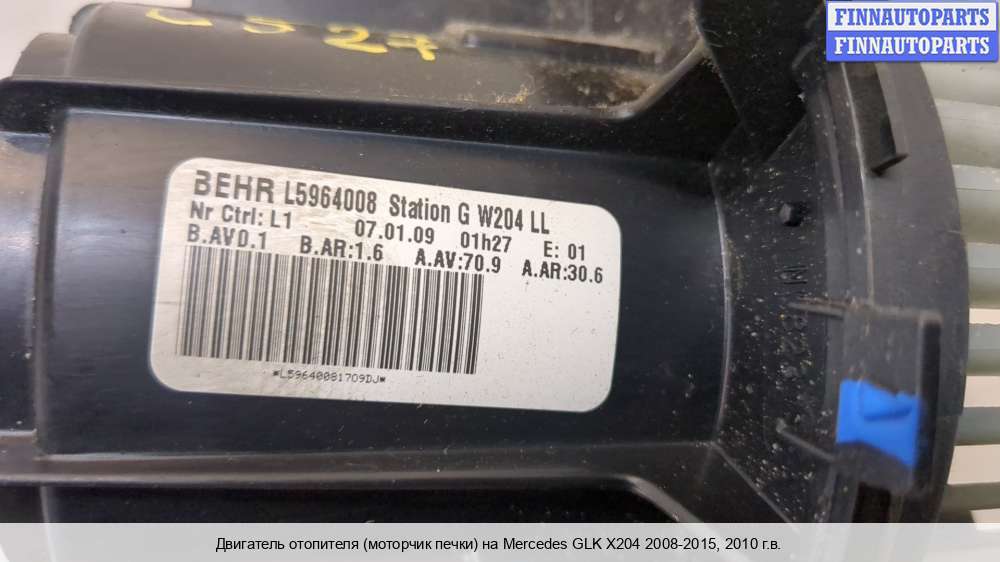 FINNAUTOPARTS
FINNAUTOPARTS
C527
BEHR L5964008 Station G W204 LL
Nr Ctrl: L1 07.01.09 01h27 E: 01
B.AV0.1 B.AR:1.6 A.AV:70.9 A.AR:30.6
*L59640081709DJ*
Двигатель отопителя (моторчик печки) на Mercedes GLK X204 2008-2015, 2010 г.в.